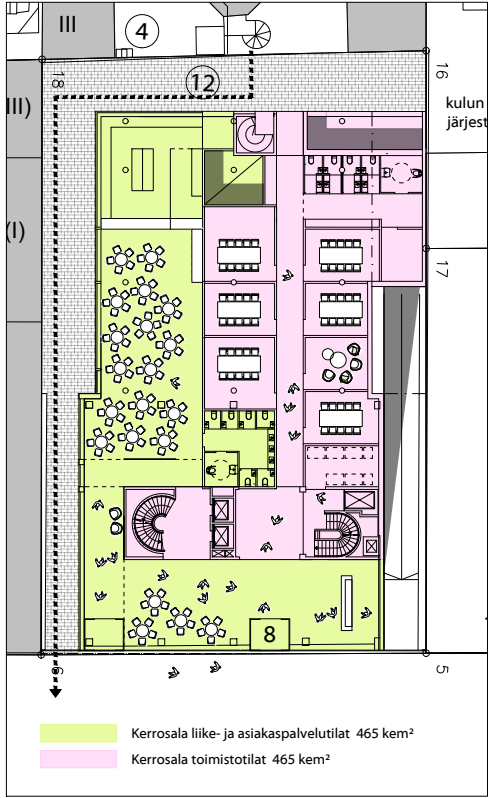 III
4
18
12
16
III)
kulun
järjest
(I)
17
8
6
5
Kerrosala liike- ja asiakaspalvelutilat 465 kem²
Kerrosala toimistotilat 465 kem²